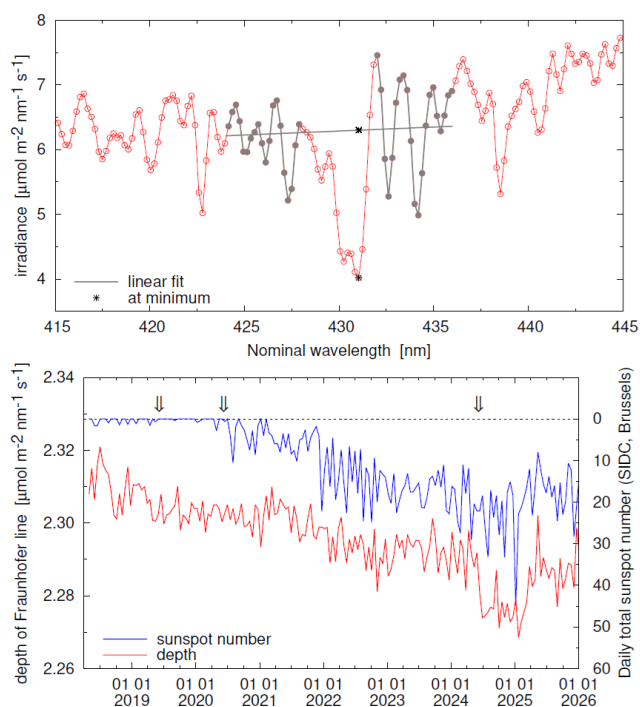 8
7
6
5
4
irradiance [μmol m-2 nm-1 s-1]
linear fit
at minimum
415 420 425 430 435 440 445
Nominal wavelength [nm]
2.34
2.32
2.30
2.28
2.26
depth of Fraunhofer line [μmol m-2 nm-1 s-1]
⇓ ⇓ ⇓
sunspot number
depth
0
10
20
30
40
50
60
Daily total sunspot number (SIDC, Brussels)
01 01 01 01 01 01 01 01 01 01 01 01 01 01 01 01
2019 2020 2021 2022 2023 2024 2025 2026